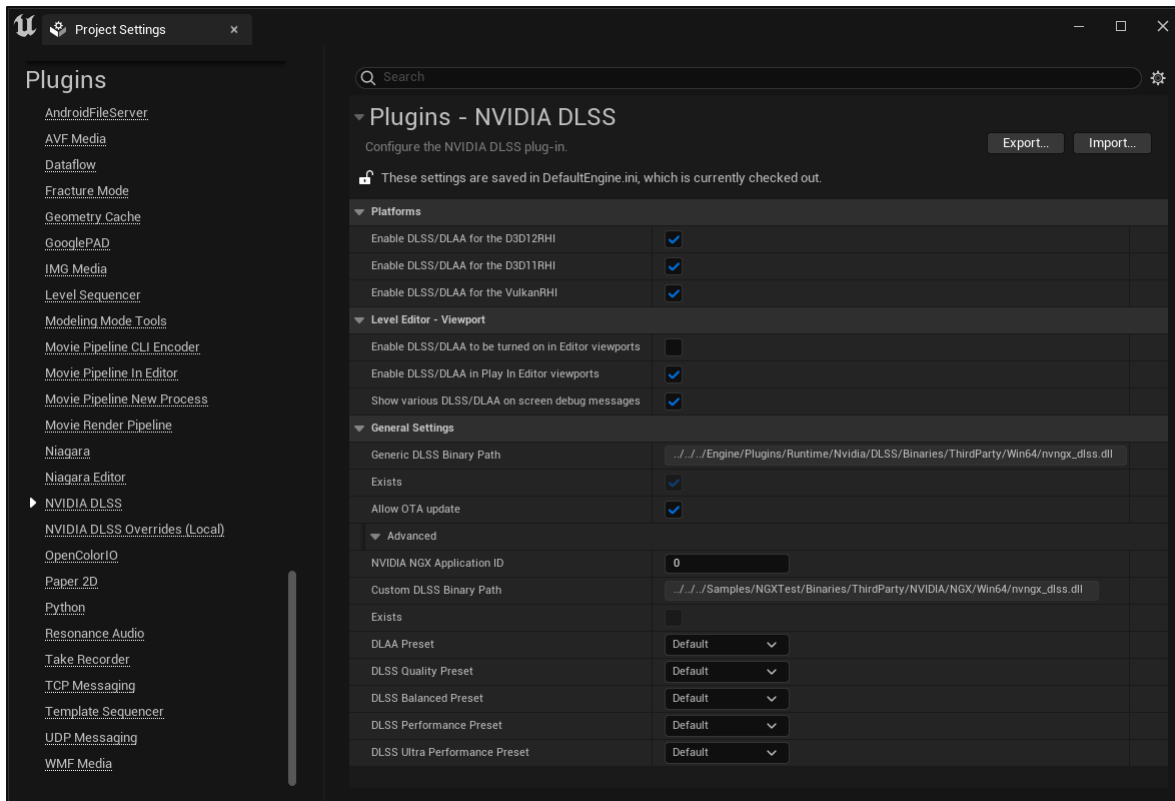 Project Settings
Plugins
AndroidFileServer
AVF Media
Dataflow
Fracture Mode
Geometry Cache
GooglePAD
IMG Media
Level Sequencer
Modeling Mode Tools
Movie Pipeline CLI Encoder
Movie Pipeline In Editor
Movie Pipeline New Process
Movie Render Pipeline
Niagara
Niagara Editor
NVIDIA DLSS
NVIDIA DLSS Overrides (Local)
OpenColorIO
Paper 2D
Python
Resonance Audio
Take Recorder
TCP Messaging
Template Sequencer
UDP Messaging
WMF Media
Search
Plugins - NVIDIA DLSS
Configure the NVIDIA DLSS plug-in.
Export... Import...
These settings are saved in DefaultEngine.ini, which is currently checked out.
Platforms
Enable DLSS/DLAA for the D3D12RHI
Enable DLSS/DLAA for the D3D11RHI
Enable DLSS/DLAA for the VulkanRHI
Level Editor - Viewport
Enable DLSS/DLAA to be turned on in Editor viewports
Enable DLSS/DLAA in Play In Editor viewports
Show various DLSS/DLAA on screen debug messages
General Settings
Generic DLSS Binary Path ../../../Engine/Plugins/Runtime/Nvidia/DLSS/Binaries/ThirdParty/Win64/nvngx_dlss.dll
Exists
Allow OTA update
Advanced
NVIDIA NGX Application ID 0
Custom DLSS Binary Path ../../../Samples/NGXTest/Binaries/ThirdParty/NVIDIA/NGX/Win64/nvngx_dlss.dll
Exists
DLAA Preset Default
DLSS Quality Preset Default
DLSS Balanced Preset Default
DLSS Performance Preset Default
DLSS Ultra Performance Preset Default